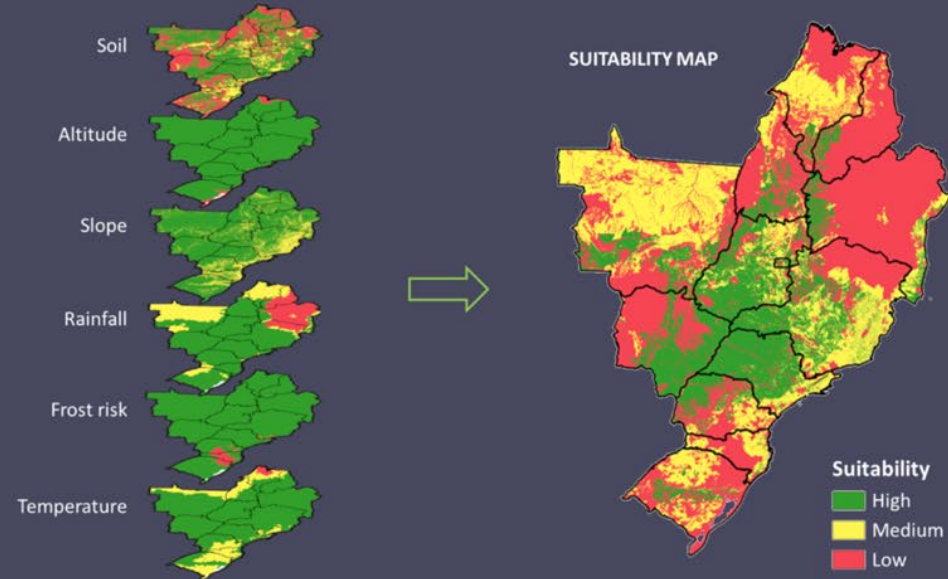 Soil
Altitude
Slope
Rainfall
Frost risk
Temperature
SUITABILITY MAP
Suitability
High
Medium
Low